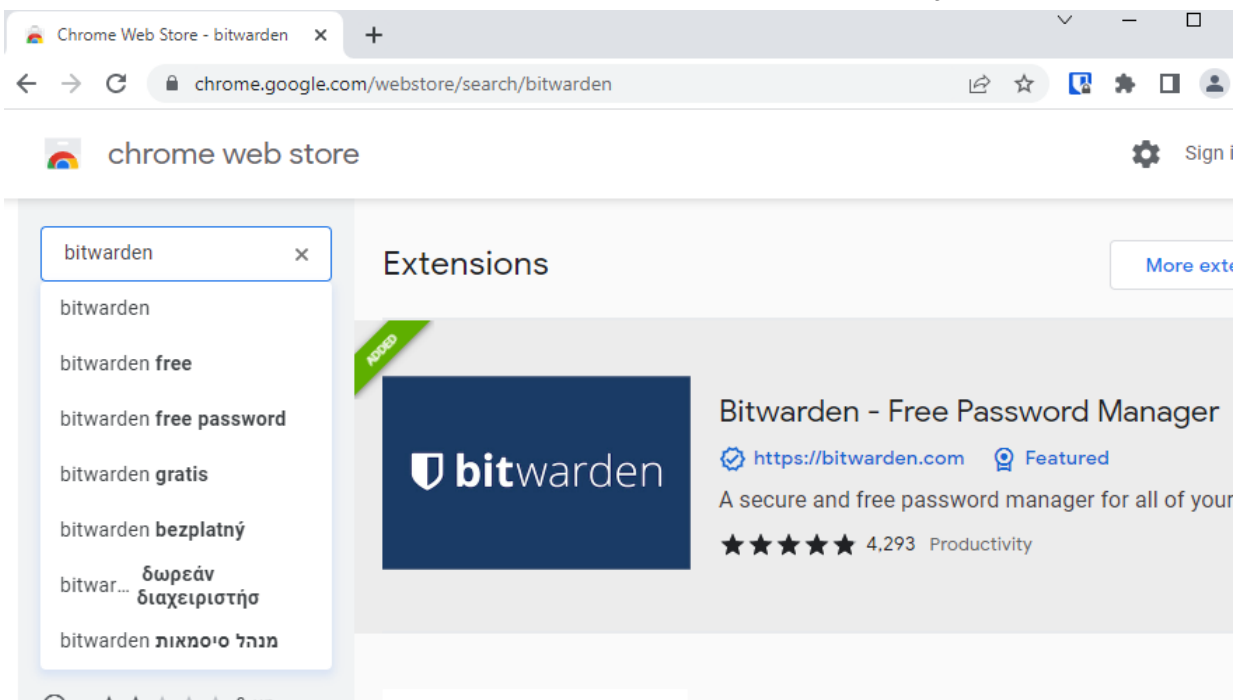 Chrome Web Store - bitwarden
chrome.google.com/webstore/search/bitwarden
chrome web store
Sign i
bitwarden
bitwarden
bitwarden free
bitwarden free password
bitwarden gratis
bitwarden bezplatný
bitwar... δωρεάν
διαχειριστήσ
bitwarden מנהל סיסמאות
Extensions
More exte
ADDED
bitwarden
Bitwarden - Free Password Manager
https://bitwarden.com Featured
A secure and free password manager for all of your
4,293 Productivity